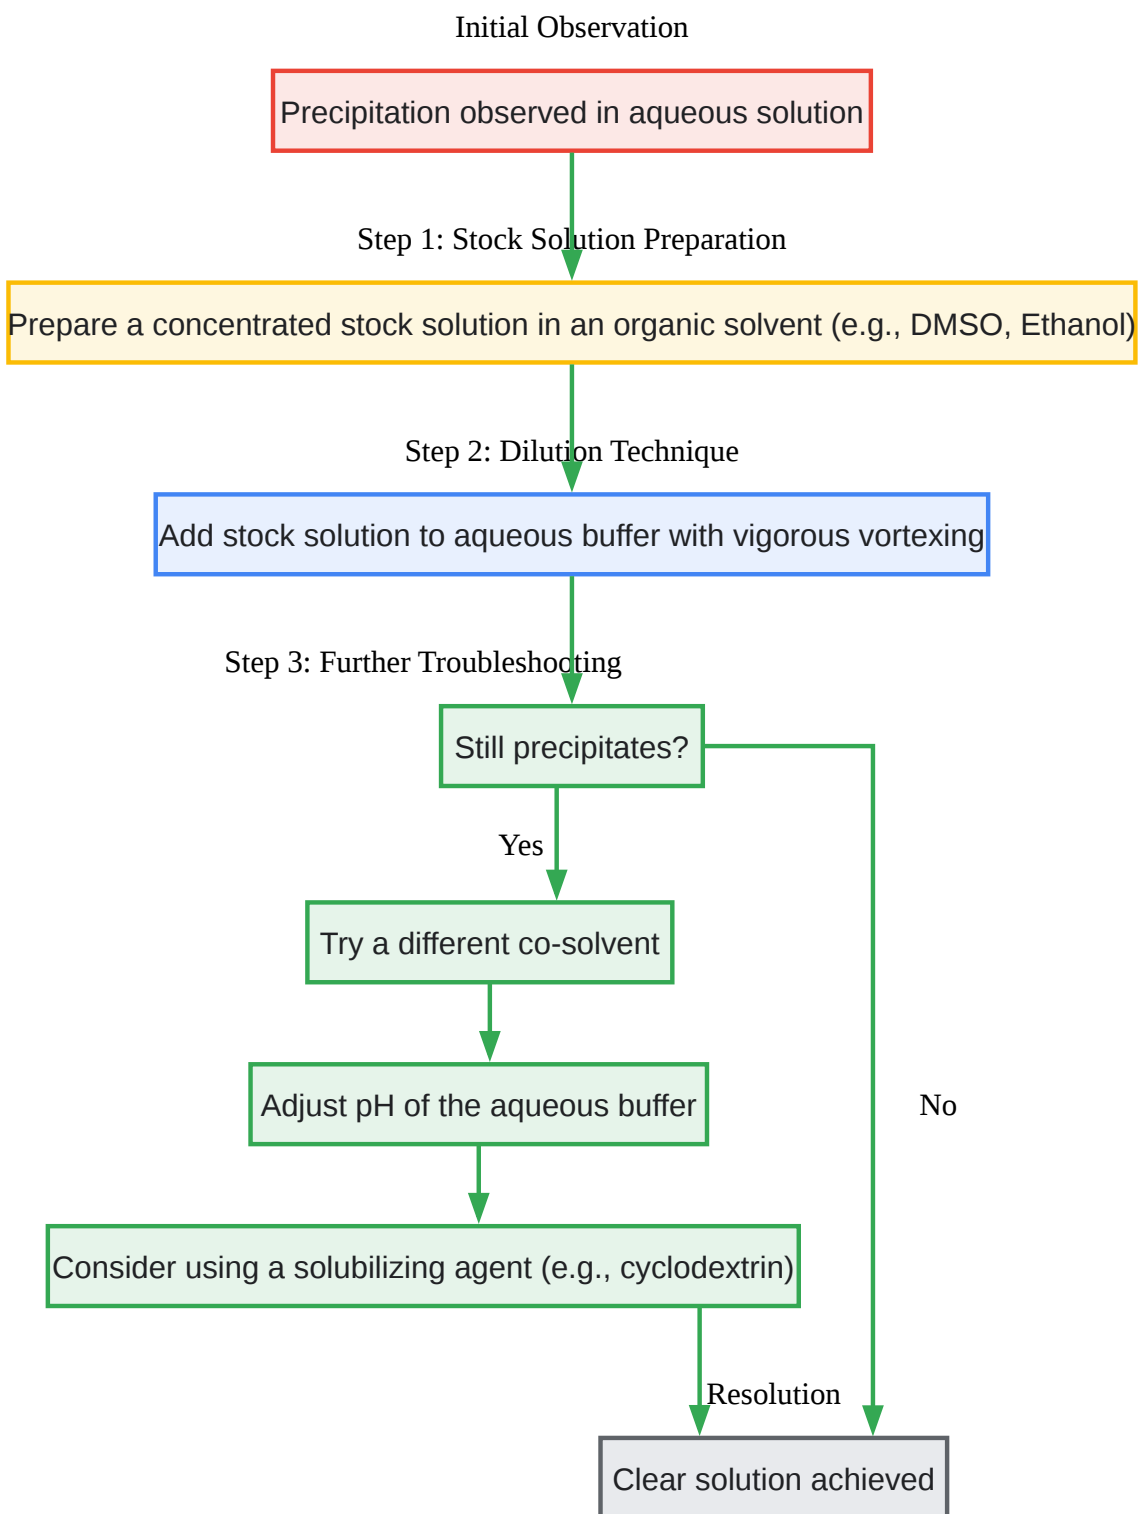 Initial Observation
Precipitation observed in aqueous solution
Step 1: Stock Solution Preparation
Prepare a concentrated stock solution in an organic solvent (e.g., DMSO, Ethanol)
Step 2: Dilution Technique
Add stock solution to aqueous buffer with vigorous vortexing
Step 3: Further Troubleshooting
Still precipitates?
Yes
Try a different co-solvent
Adjust pH of the aqueous buffer
No
Consider using a solubilizing agent (e.g., cyclodextrin)
Resolution
Clear solution achieved